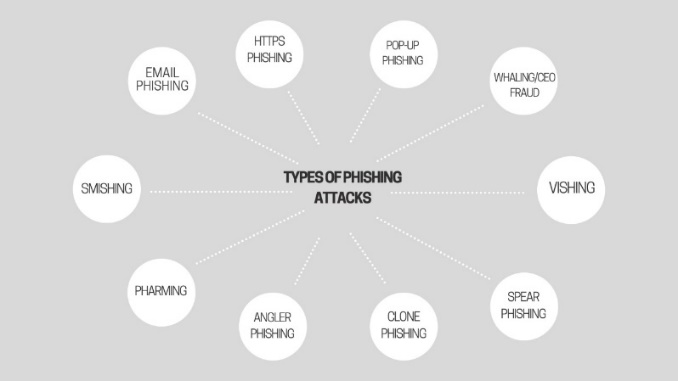 TYPES OF PHISHING
ATTACKS
HTTPS
PHISHING
POP-UP
PHISHING
WHALING/CEO
FRAUD
VISHING
SPEAR
PHISHING
CLONE
PHISHING
ANGLER
PHISHING
PHARMING
SMISHING
EMAIL
PHISHING